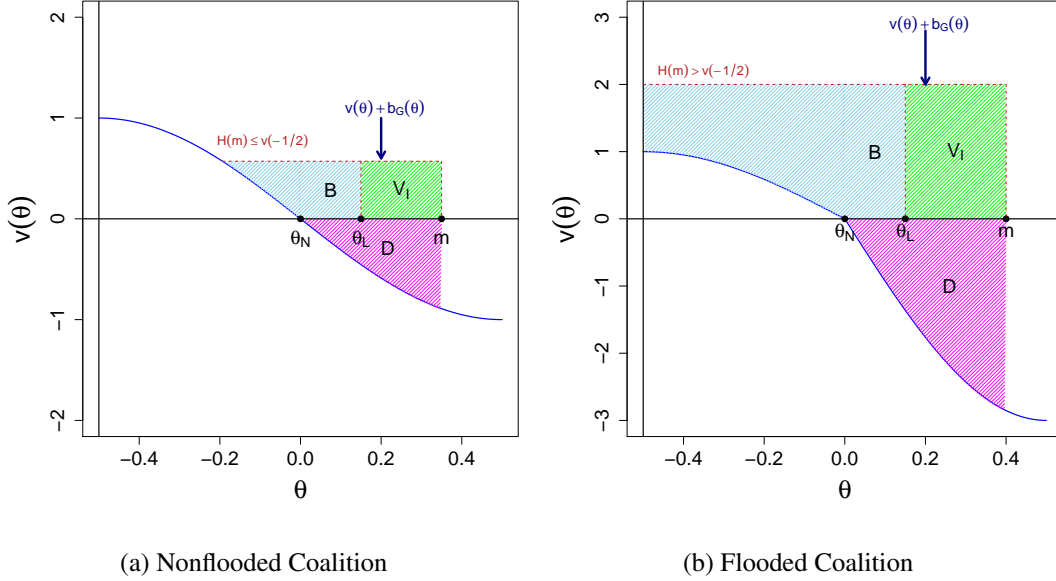 2
1
0
−1
−2
v(θ)
v(θ) + b_G(θ)
H(m) ≤ v(−1/2)
B
V_I
θ_N
θ_L
m
D
−0.4
−0.2
0.0
0.2
0.4
θ
(a) Nonflooded Coalition
3
2
1
0
−1
−2
−3
v(θ)
v(θ) + b_G(θ)
H(m) > v(−1/2)
B
V_I
θ_N
θ_L
m
D
−0.4
−0.2
0.0
0.2
0.4
θ
(b) Flooded Coalition